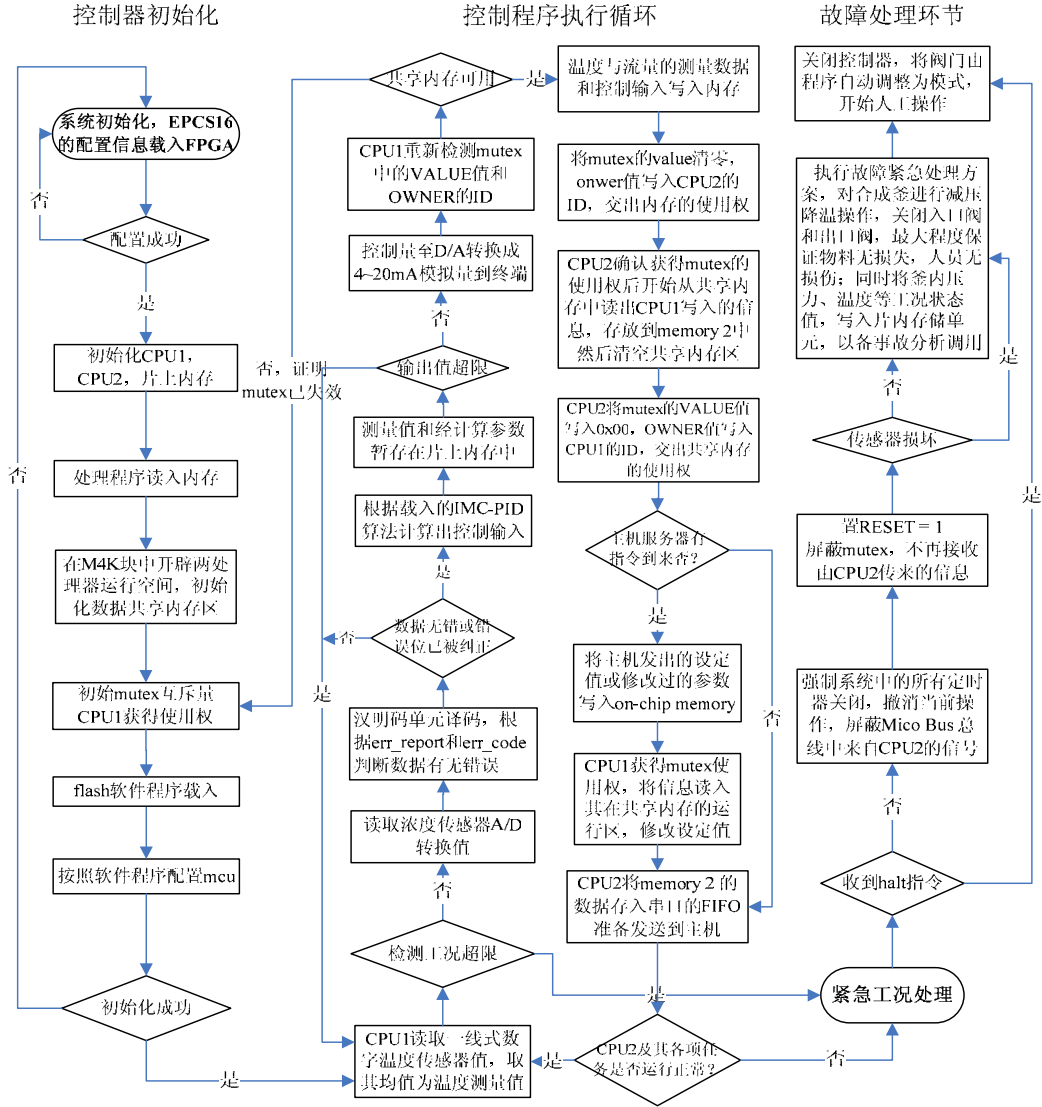 控制器初始化
控制程序执行循环
故障处理环节
系统初始化，EPCS16
的配置信息载入FPGA
否
配置成功
是
初始化CPU1，
CPU2，片上内存
处理程序读入内存
否
在M4K块中开辟两处
理器运行空间，初始
化数据共享内存区
初始mutex互斥量
CPU1获得使用权
flash软件程序载入
按照软件程序配置mcu
初始化成功
是
共享内存可用
是
CPU1重新检测mutex
中的VALUE值和
OWNER的ID
控制量至D/A转换成
4~20mA模拟量到终端
否
输出值超限
否，证明
mutex已失效
测量值和经计算参数
暂存在片上内存中
根据载入的IMC-PID
算法计算出控制输入
是
数据无错或错
误位已被纠正
否
是
汉明码单元译码，根
据err_report和err_code
判断数据有无错误
读取浓度传感器A/D
转换值
否
检测工况超限
是
CPU1读取一线式数
字温度传感器值，取
其均值为温度测量值
温度与流量的测量数据
和控制输入写入内存
将mutex的value清零，
onwer值写入CPU2的
ID，交出内存的使用权
CPU2确认获得mutex的
使用权后开始从共享内
存中读出CPU1写入的信
息，存放到memory 2中
然后清空共享内存区
CPU2将mutex的VALUE值
写入0x00，OWNER值写入
CPU1的ID，交出共享内存
的使用权
主机服务器有
指令到来否？
是
否
将主机发出的设定
值或修改过的参数
写入on-chip memory
CPU1获得mutex使
用权，将信息读入
其在共享内存的运
行区，修改设定值
CPU2将memory 2 的
数据存入串口的FIFO
准备发送到主机
CPU2及其各项任
务是否运行正常？
是
否
关闭控制器，将阀门由
程序自动调整为模式，
开始人工操作
执行故障紧急处理方
案，对合成釜进行减压
降温操作，关闭入口阀
和出口阀，最大程度保
证物料无损失，人员无
损伤；同时将釜内压
力、温度等工况状态
值，写入片内存储单
元，以备事故分析调用
是
否
传感器损坏
是
置RESET = 1
屏蔽mutex，不再接收
由CPU2传来的信息
强制系统中的所有定时
器关闭，撤消当前操
作，屏蔽Mico Bus 总
线中来自CPU2的信号
否
收到halt指令
紧急工况处理